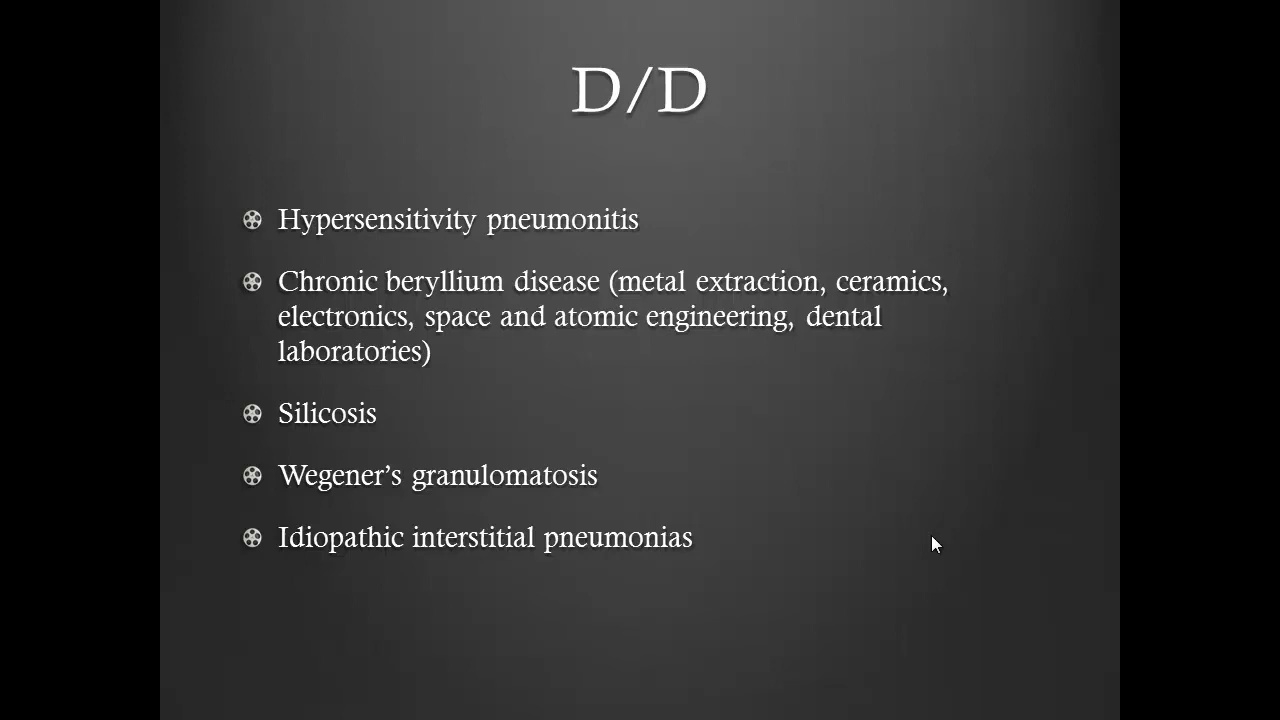 D/D
Hypersensitivity pneumonitis
Chronic beryllium disease (metal extraction, ceramics,
electronics, space and atomic engineering, dental
laboratories)
Silicosis
Wegener’s granulomatosis
Idiopathic interstitial pneumonias